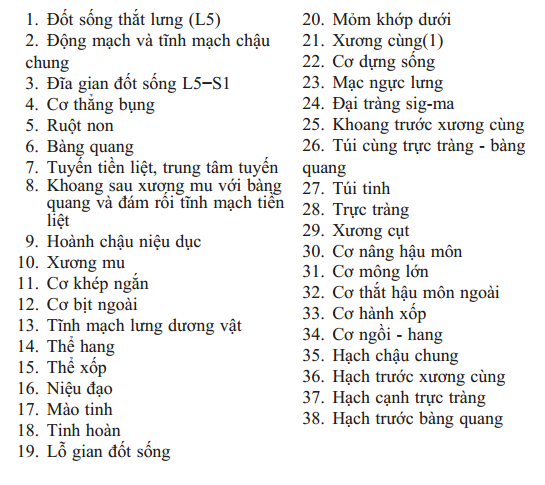 1. Đốt sống thắt lưng (L5)
2. Động mạch và tĩnh mạch chậu
chung
3. Đĩa gian đốt sống L5–S1
4. Cơ thẳng bụng
5. Ruột non
6. Bàng quang
7. Tuyến tiền liệt, trung tâm tuyến
8. Khoang sau xương mu với bàng
quang và đám rối tĩnh mạch tiền
liệt
9. Hoành chậu niệu dục
10. Xương mu
11. Cơ khép ngắn
12. Cơ bịt ngoài
13. Tĩnh mạch lưng dương vật
14. Thể hang
15. Thể xốp
16. Niệu đạo
17. Mào tinh
18. Tinh hoàn
19. Lỗ gian đốt sống
20. Mỏm khớp dưới
21. Xương cùng(1)
22. Cơ dựng sống
23. Mạc ngực lưng
24. Đại tràng sig-ma
25. Khoang trước xương cùng
26. Túi cùng trực tràng - bàng
quang
27. Túi tinh
28. Trực tràng
29. Xương cụt
30. Cơ nâng hậu môn
31. Cơ mông lớn
32. Cơ thắt hậu môn ngoài
33. Cơ hành xốp
34. Cơ ngồi - hang
35. Hạch chậu chung
36. Hạch trước xương cùng
37. Hạch cạnh trực tràng
38. Hạch trước bàng quang